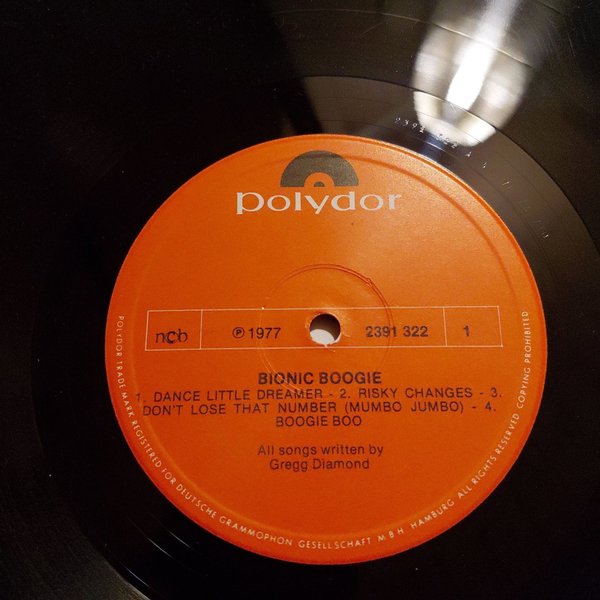 polydor
ncb ℗ 1977 2391 322 1
BIONIC BOOGIE
1. DANCE LITTLE DREAMER - 2. RISKY CHANGES - 3.
DON'T LOSE THAT NUMBER (MUMBO JUMBO) - 4.
BOOGIE BOO
All songs written by
Gregg Diamond
POLYDOR TRADE MARK REGISTERED FOR DEUTSCHE GRAMMOPHON GESELLSCHAFT M B H HAMBURG ALL RIGHTS RESERVED COPYING PROHIBITED